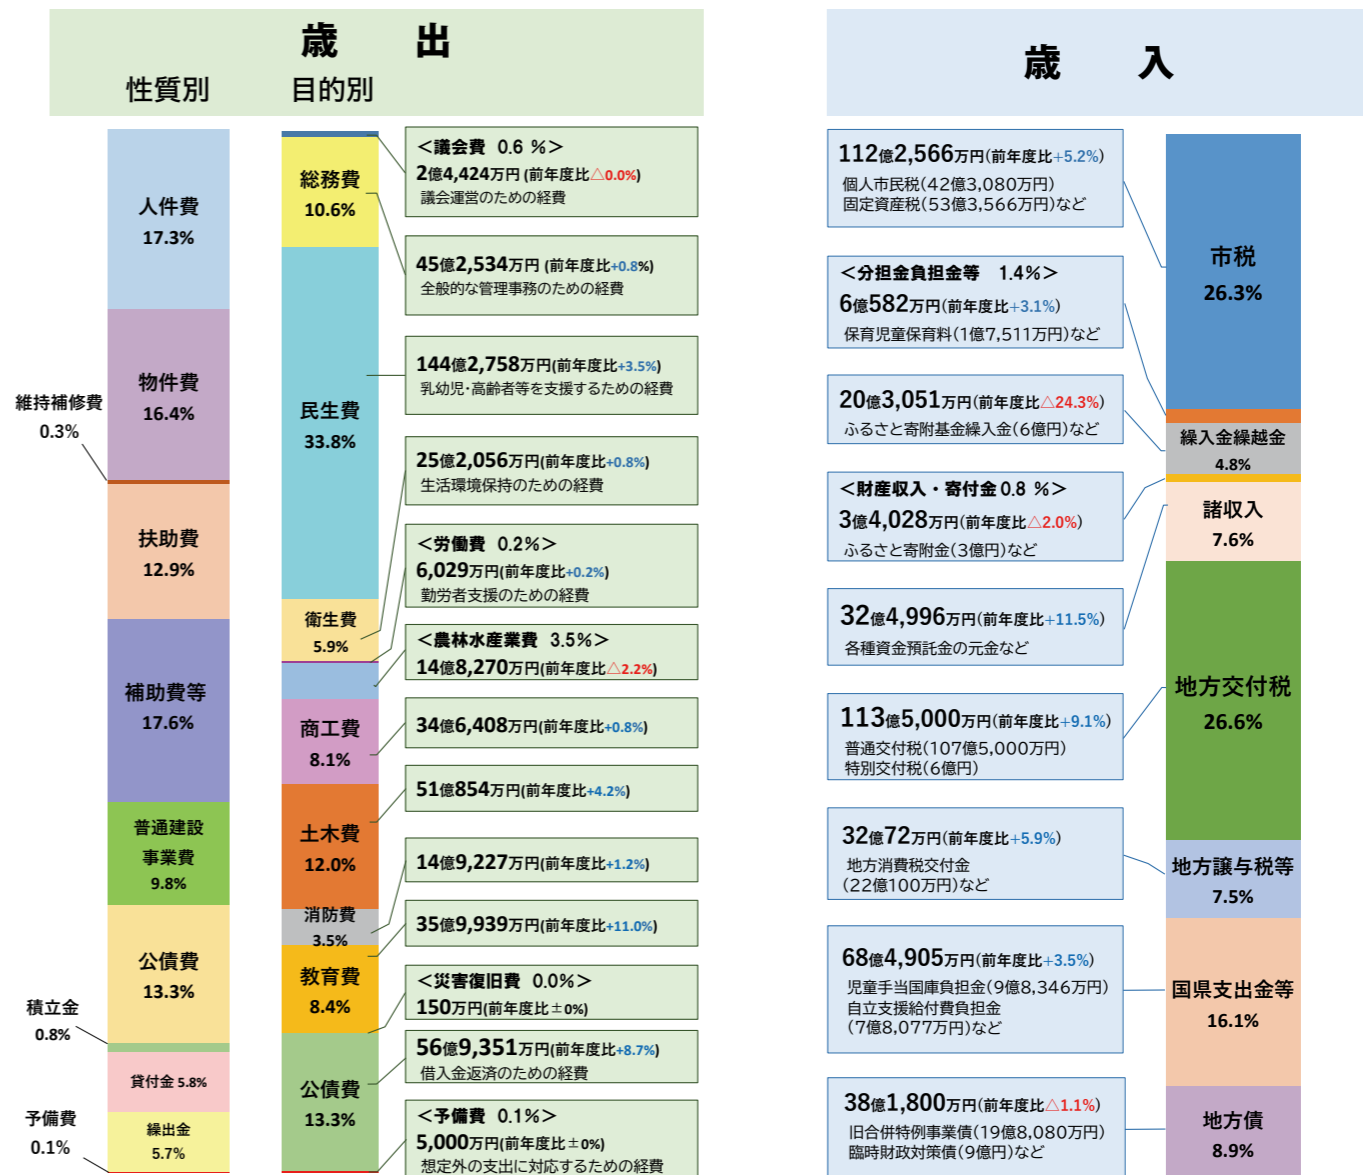 歳 出
性質別 目的別
人件費
17.3%
物件費
16.4%
維持補修費
0.3%
扶助費
12.9%
補助費等
17.6%
普通建設
事業費
9.8%
公債費
13.3%
積立金
0.8%
貸付金 5.8%
繰出金
5.7%
予備費
0.1%
総務費
10.6%
民生費
33.8%
衛生費
5.9%
商工費
8.1%
土木費
12.0%
消防費
3.5%
教育費
8.4%
公債費
13.3%
<議会費 0.6 %>
2億4,424万円 (前年度比△0.0%)
議会運営のための経費
45億2,534万円 (前年度比+0.8%)
全般的な管理事務のための経費
144億2,758万円(前年度比+3.5%)
乳幼児・高齢者等を支援するための経費
25億2,056万円(前年度比+0.8%)
生活環境保持のための経費
<労働費 0.2%>
6,029万円(前年度比+0.2%)
勤労者支援のための経費
<農林水産業費 3.5%>
14億8,270万円(前年度比△2.2%)
34億6,408万円(前年度比+0.8%)
51億854万円(前年度比+4.2%)
14億9,227万円(前年度比+1.2%)
35億9,939万円(前年度比+11.0%)
<災害復旧費 0.0%>
150万円(前年度比±0%)
56億9,351万円(前年度比+8.7%)
借入金返済のための経費
<予備費 0.1%>
5,000万円(前年度比±0%)
想定外の支出に対応するための経費
歳 入
112億2,566万円(前年度比+5.2%)
個人市民税(42億3,080万円)
固定資産税(53億3,566万円)など
<分担金負担金等 1.4%>
6億582万円(前年度比+3.1%)
保育児童保育料(1億7,511万円)など
20億3,051万円(前年度比△24.3%)
ふるさと寄附基金繰入金(6億円)など
<財産収入・寄付金 0.8 %>
3億4,028万円(前年度比△2.0%)
ふるさと寄附金(3億円)など
32億4,996万円(前年度比+11.5%)
各種資金預託金の元金など
113億5,000万円(前年度比+9.1%)
普通交付税(107億5,000万円)
特別交付税(6億円)
32億72万円(前年度比+5.9%)
地方消費税交付金
(22億100万円)など
68億4,905万円(前年度比+3.5%)
児童手当国庫負担金(9億8,346万円)
自立支援給付費負担金
(7億8,077万円)など
38億1,800万円(前年度比△1.1%)
旧合併特例事業債(19億8,080万円)
臨時財政対策債(9億円)など
市税
26.3%
繰入金繰越金
4.8%
諸収入
7.6%
地方交付税
26.6%
地方譲与税等
7.5%
国県支出金等
16.1%
地方債
8.9%